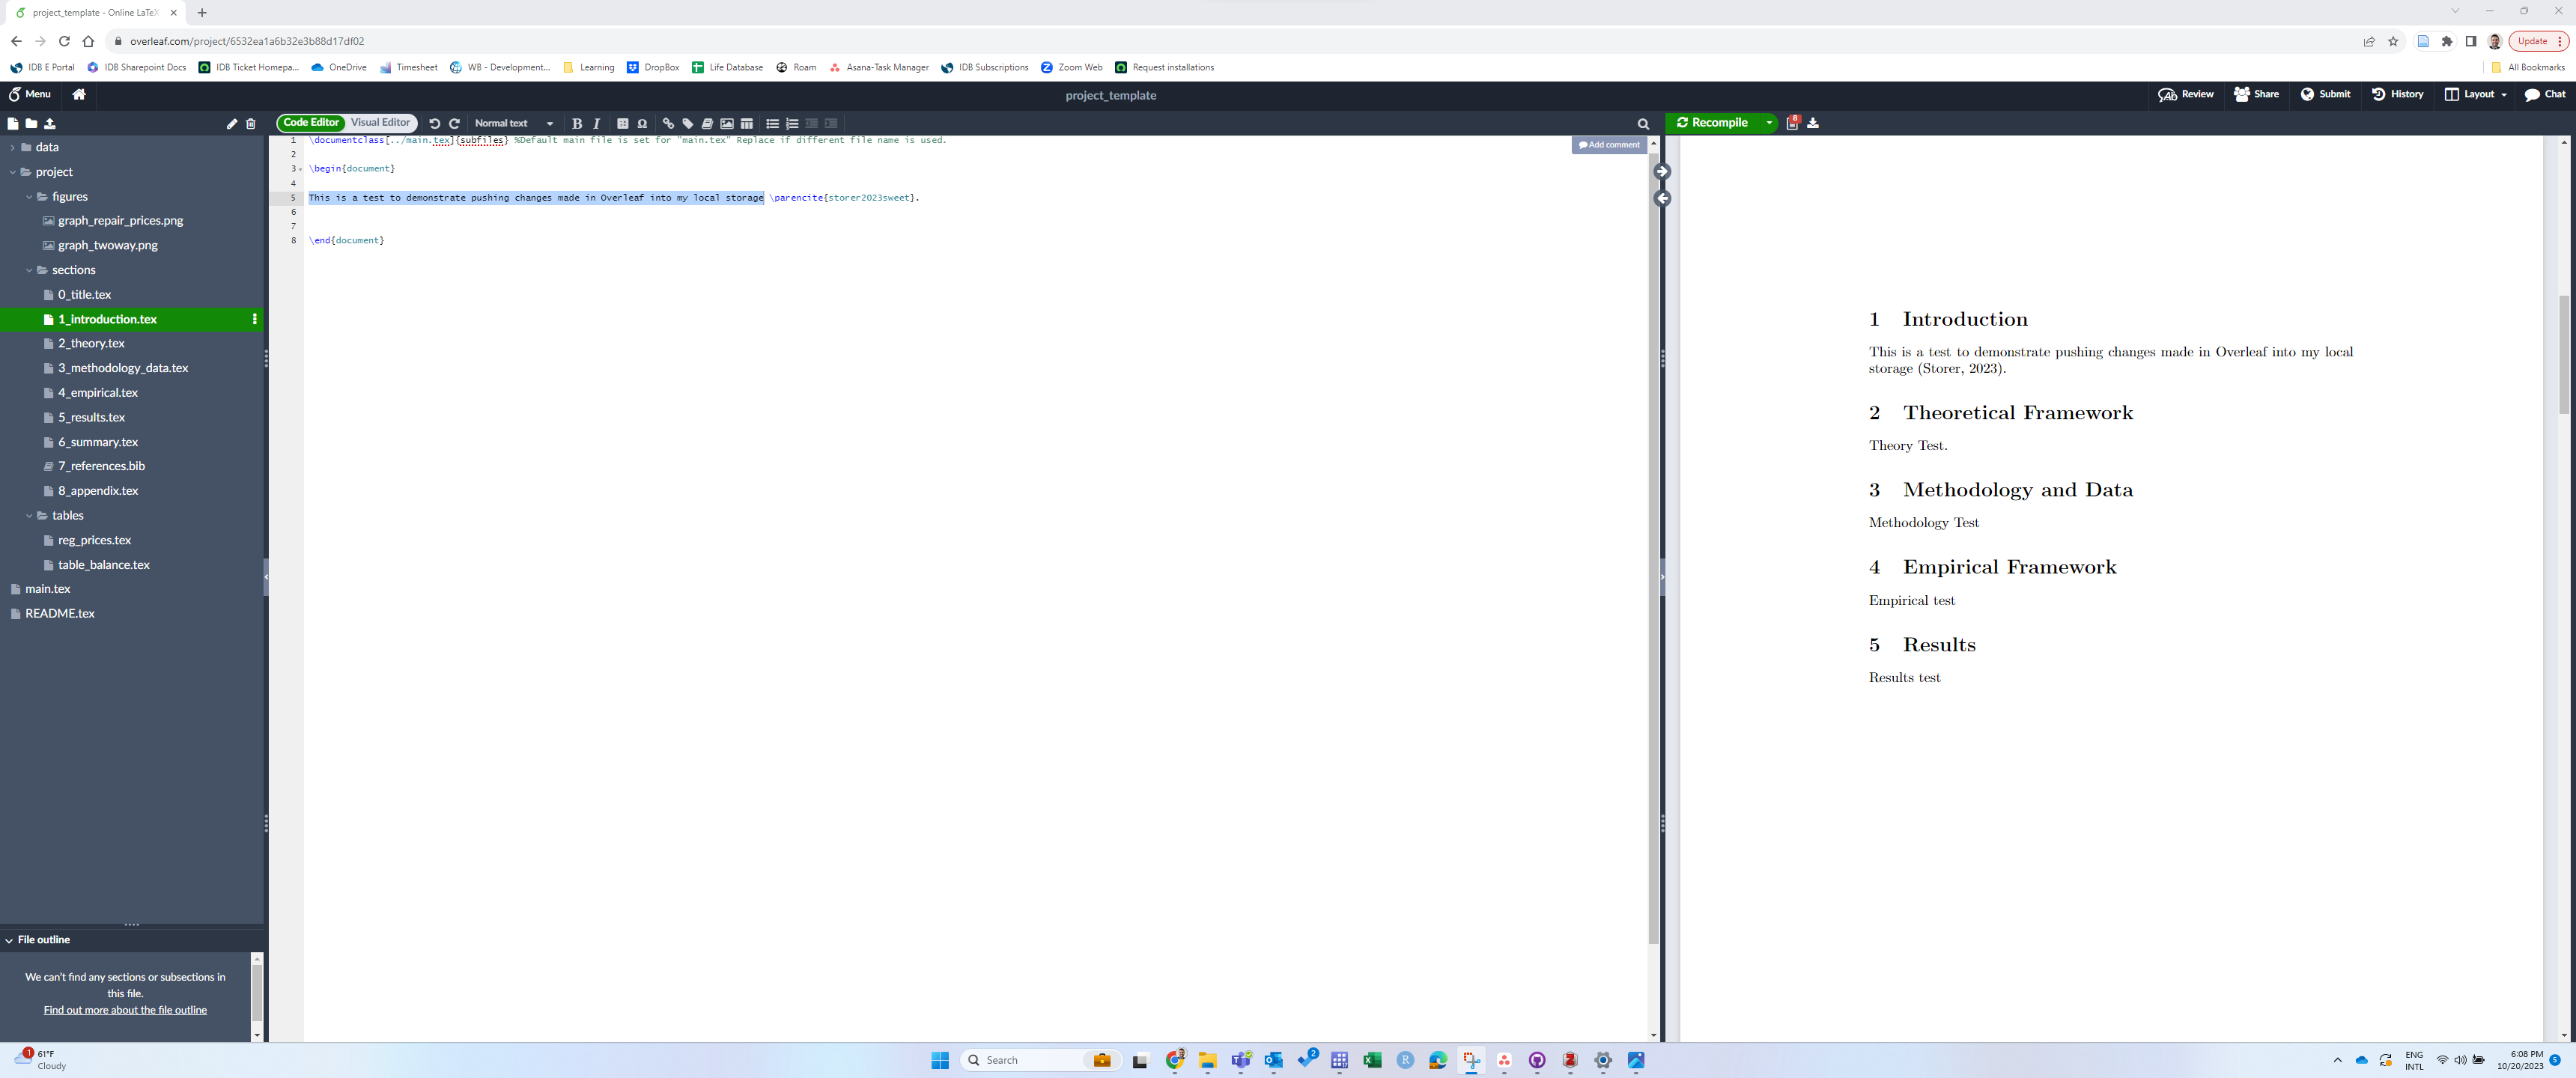 project_template - Online LaTeX
overleaf.com/project/6532ea1a6b32e3b88d17df02
Update
IDB E Portal
IDB Sharepoint Docs
IDB Ticket Homepa...
OneDrive
Timesheet
WB - Development...
Learning
DropBox
Life Database
Roam
Asana-Task Manager
IDB Subscriptions
Zoom Web
Request installations
All Bookmarks
Menu
project_template
Review
Share
Submit
History
Layout
Chat
Code Editor
Visual Editor
Normal text
B
I
Ω
Recompile
8
data
project
figures
graph_repair_prices.png
graph_twoway.png
sections
0_title.tex
1_introduction.tex
2_theory.tex
3_methodology_data.tex
4_empirical.tex
5_results.tex
6_summary.tex
7_references.bib
8_appendix.tex
tables
reg_prices.tex
table_balance.tex
main.tex
README.tex
File outline
We can't find any sections or subsections in
this file.
Find out more about the file outline
1 \documentclass[../main.tex]{subfiles} %Default main file is set for "main.tex" Replace if different file name is used.
2
3 \begin{document}
4
5 This is a test to demonstrate pushing changes made in Overleaf into my local storage \parencite{storer2023sweet}.
6
7
8 \end{document}
Add comment
1 Introduction
This is a test to demonstrate pushing changes made in Overleaf into my local
storage (Storer, 2023).
2 Theoretical Framework
Theory Test.
3 Methodology and Data
Methodology Test
4 Empirical Framework
Empirical test
5 Results
Results test
1
61°F
Cloudy
Search
2
R
ENG
INTL
6:08 PM
10/20/2023
5